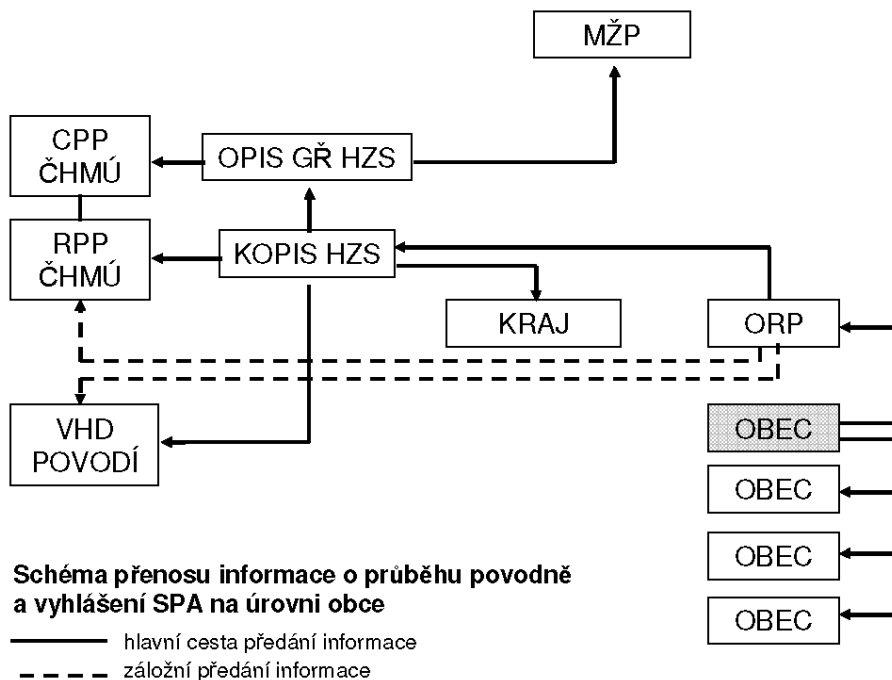 MŽP
CPP
ČHMÚ
OPIS GŘ HZS
RPP
ČHMÚ
KOPIS HZS
KRAJ
ORP
VHD
POVODÍ
OBEC
OBEC
OBEC
OBEC
Schéma přenosu informace o průběhu povodně
a vyhlášení SPA na úrovni obce
hlavní cesta předání informace
záložní předání informace